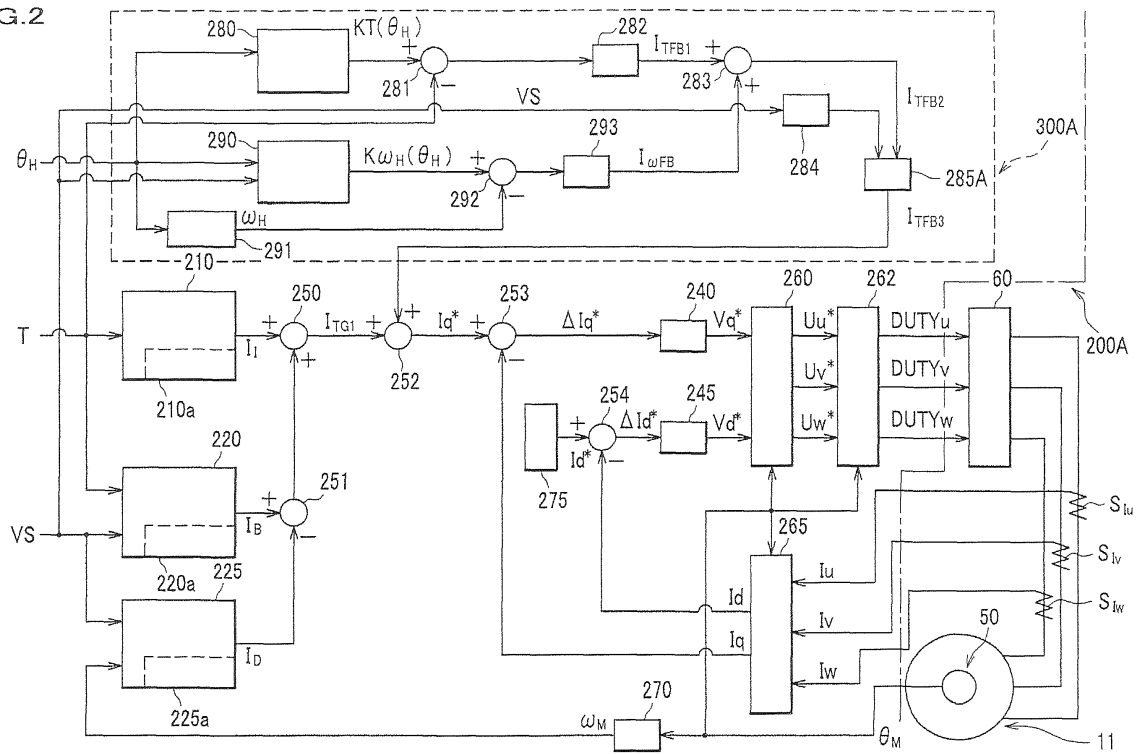 G.2
280
KT(θH)
+
281
−
282
ITFB1
+
283
+
VS
284
ITFB2
300A
θH
290
KωH(θH)
+
292
−
293
IωFB
285A
ωH
291
ITFB3
210
250
253
240
260
262
60
200A
T
+
II
+
ITG1
+
+
252
Iq*
+
−
ΔIq*
Vq*
Uu*
DUTYu
210a
Uv*
DUTYv
254
245
+
Id*
−
ΔId*
Vd*
Uw*
DUTYw
275
220
+
251
IB
−
VS
220a
225
265
Iu
SIu
Id
Iv
SIv
Iq
SIw
ID
Iw
50
225a
ωM
270
θM
11